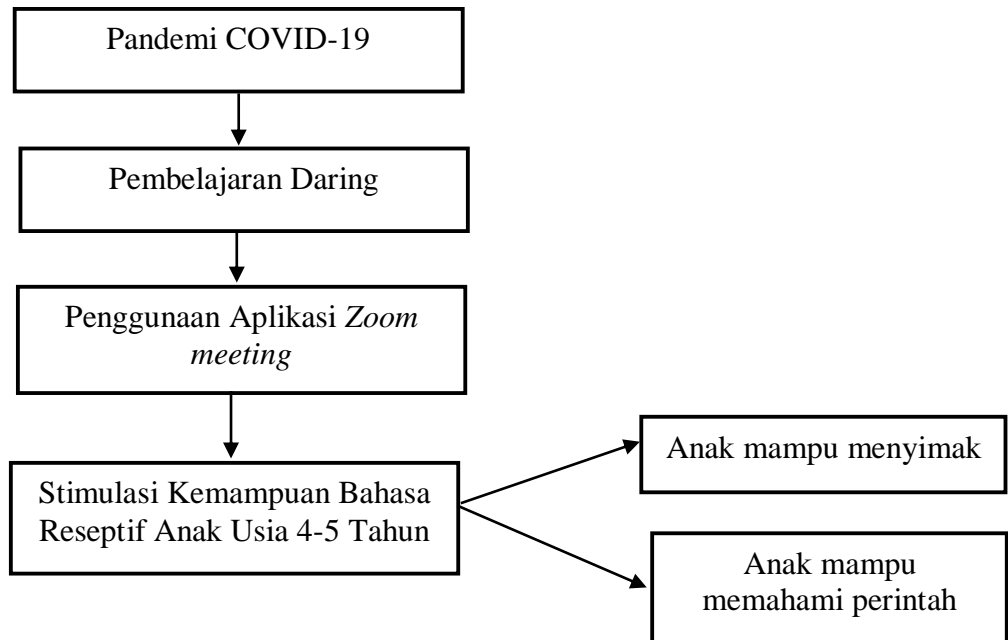 Pandemi COVID-19
Pembelajaran Daring
Penggunaan Aplikasi Zoom
meeting
Stimulasi Kemampuan Bahasa
Reseptif Anak Usia 4-5 Tahun
Anak mampu menyimak
Anak mampu
memahami perintah